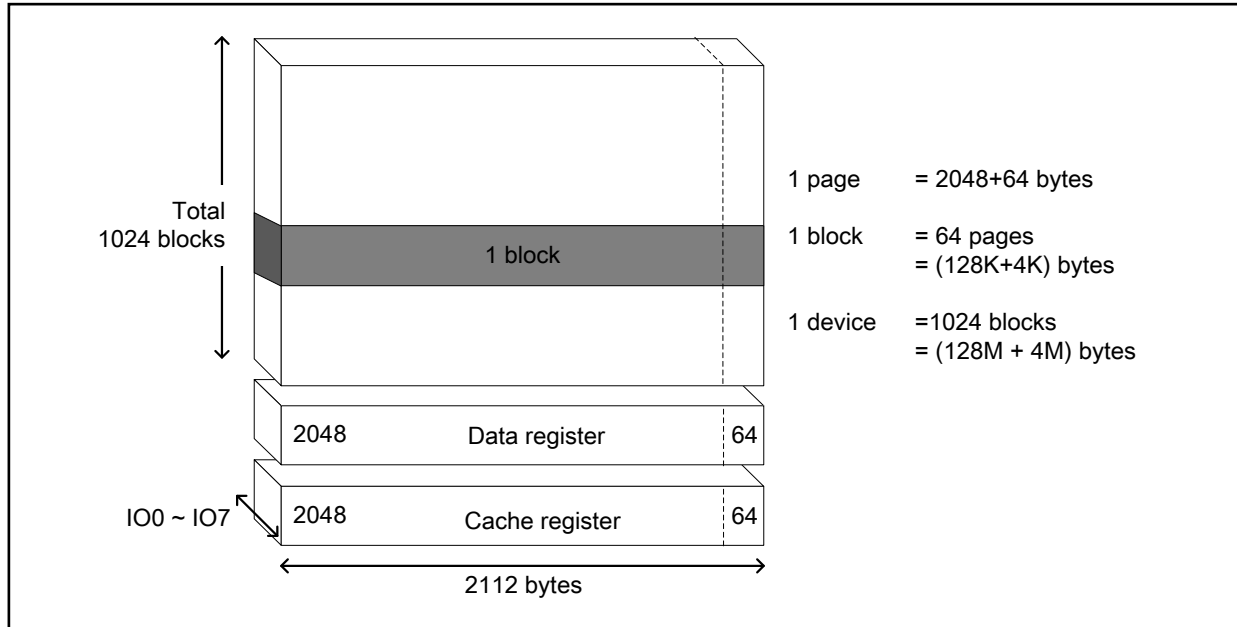 Total
1024 blocks
1 block
1 page = 2048+64 bytes
1 block = 64 pages
= (128K+4K) bytes
1 device =1024 blocks
= (128M + 4M) bytes
2048 Data register 64
IO0 ~ IO7
2048 Cache register 64
2112 bytes